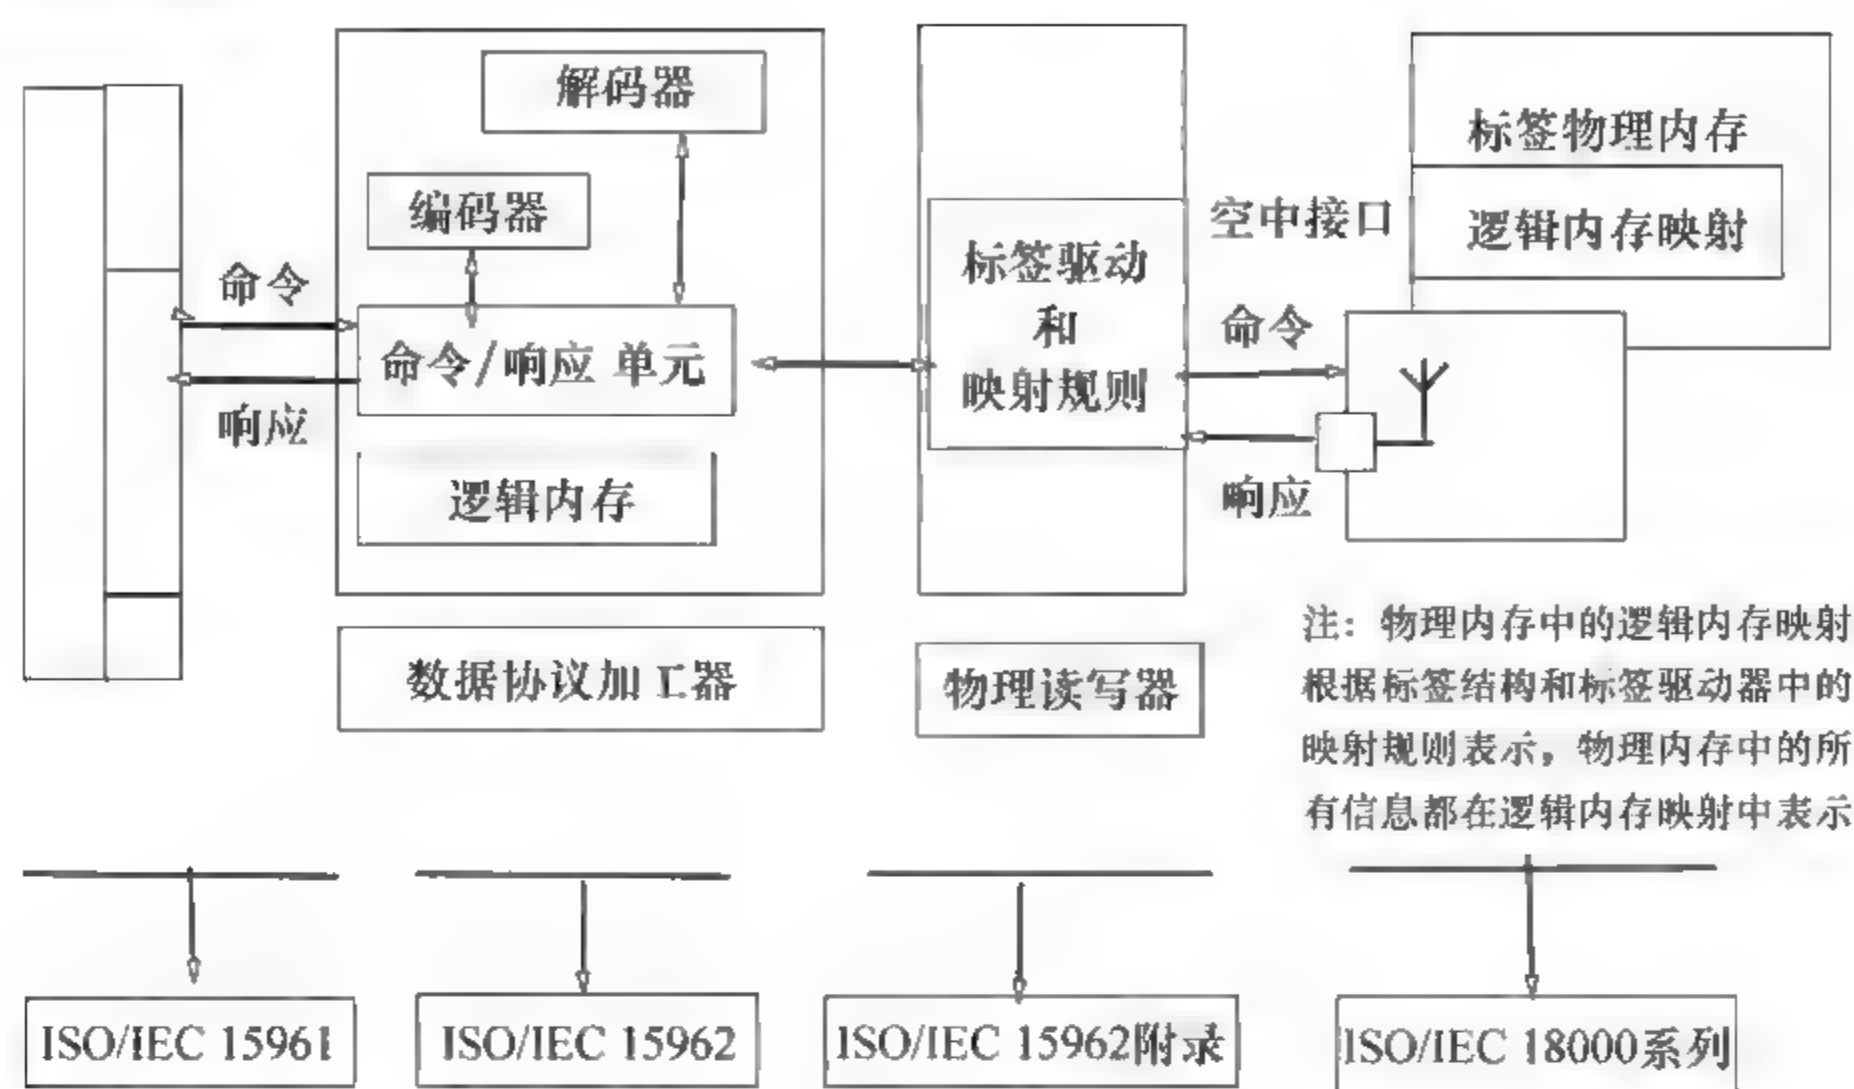 解码器
编码器
命令
命令/响应 单元
响应
逻辑内存
数据协议加工器
标签驱动
和
映射规则
物理读写器
空中接口
命令
响应
标签物理内存
逻辑内存映射
注：物理内存中的逻辑内存映射
根据标签结构和标签驱动器中的
映射规则表示，物理内存中的所
有信息都在逻辑内存映射中表示
ISO/IEC 15961
ISO/IEC 15962
ISO/IEC 15962附录
ISO/IEC 18000系列